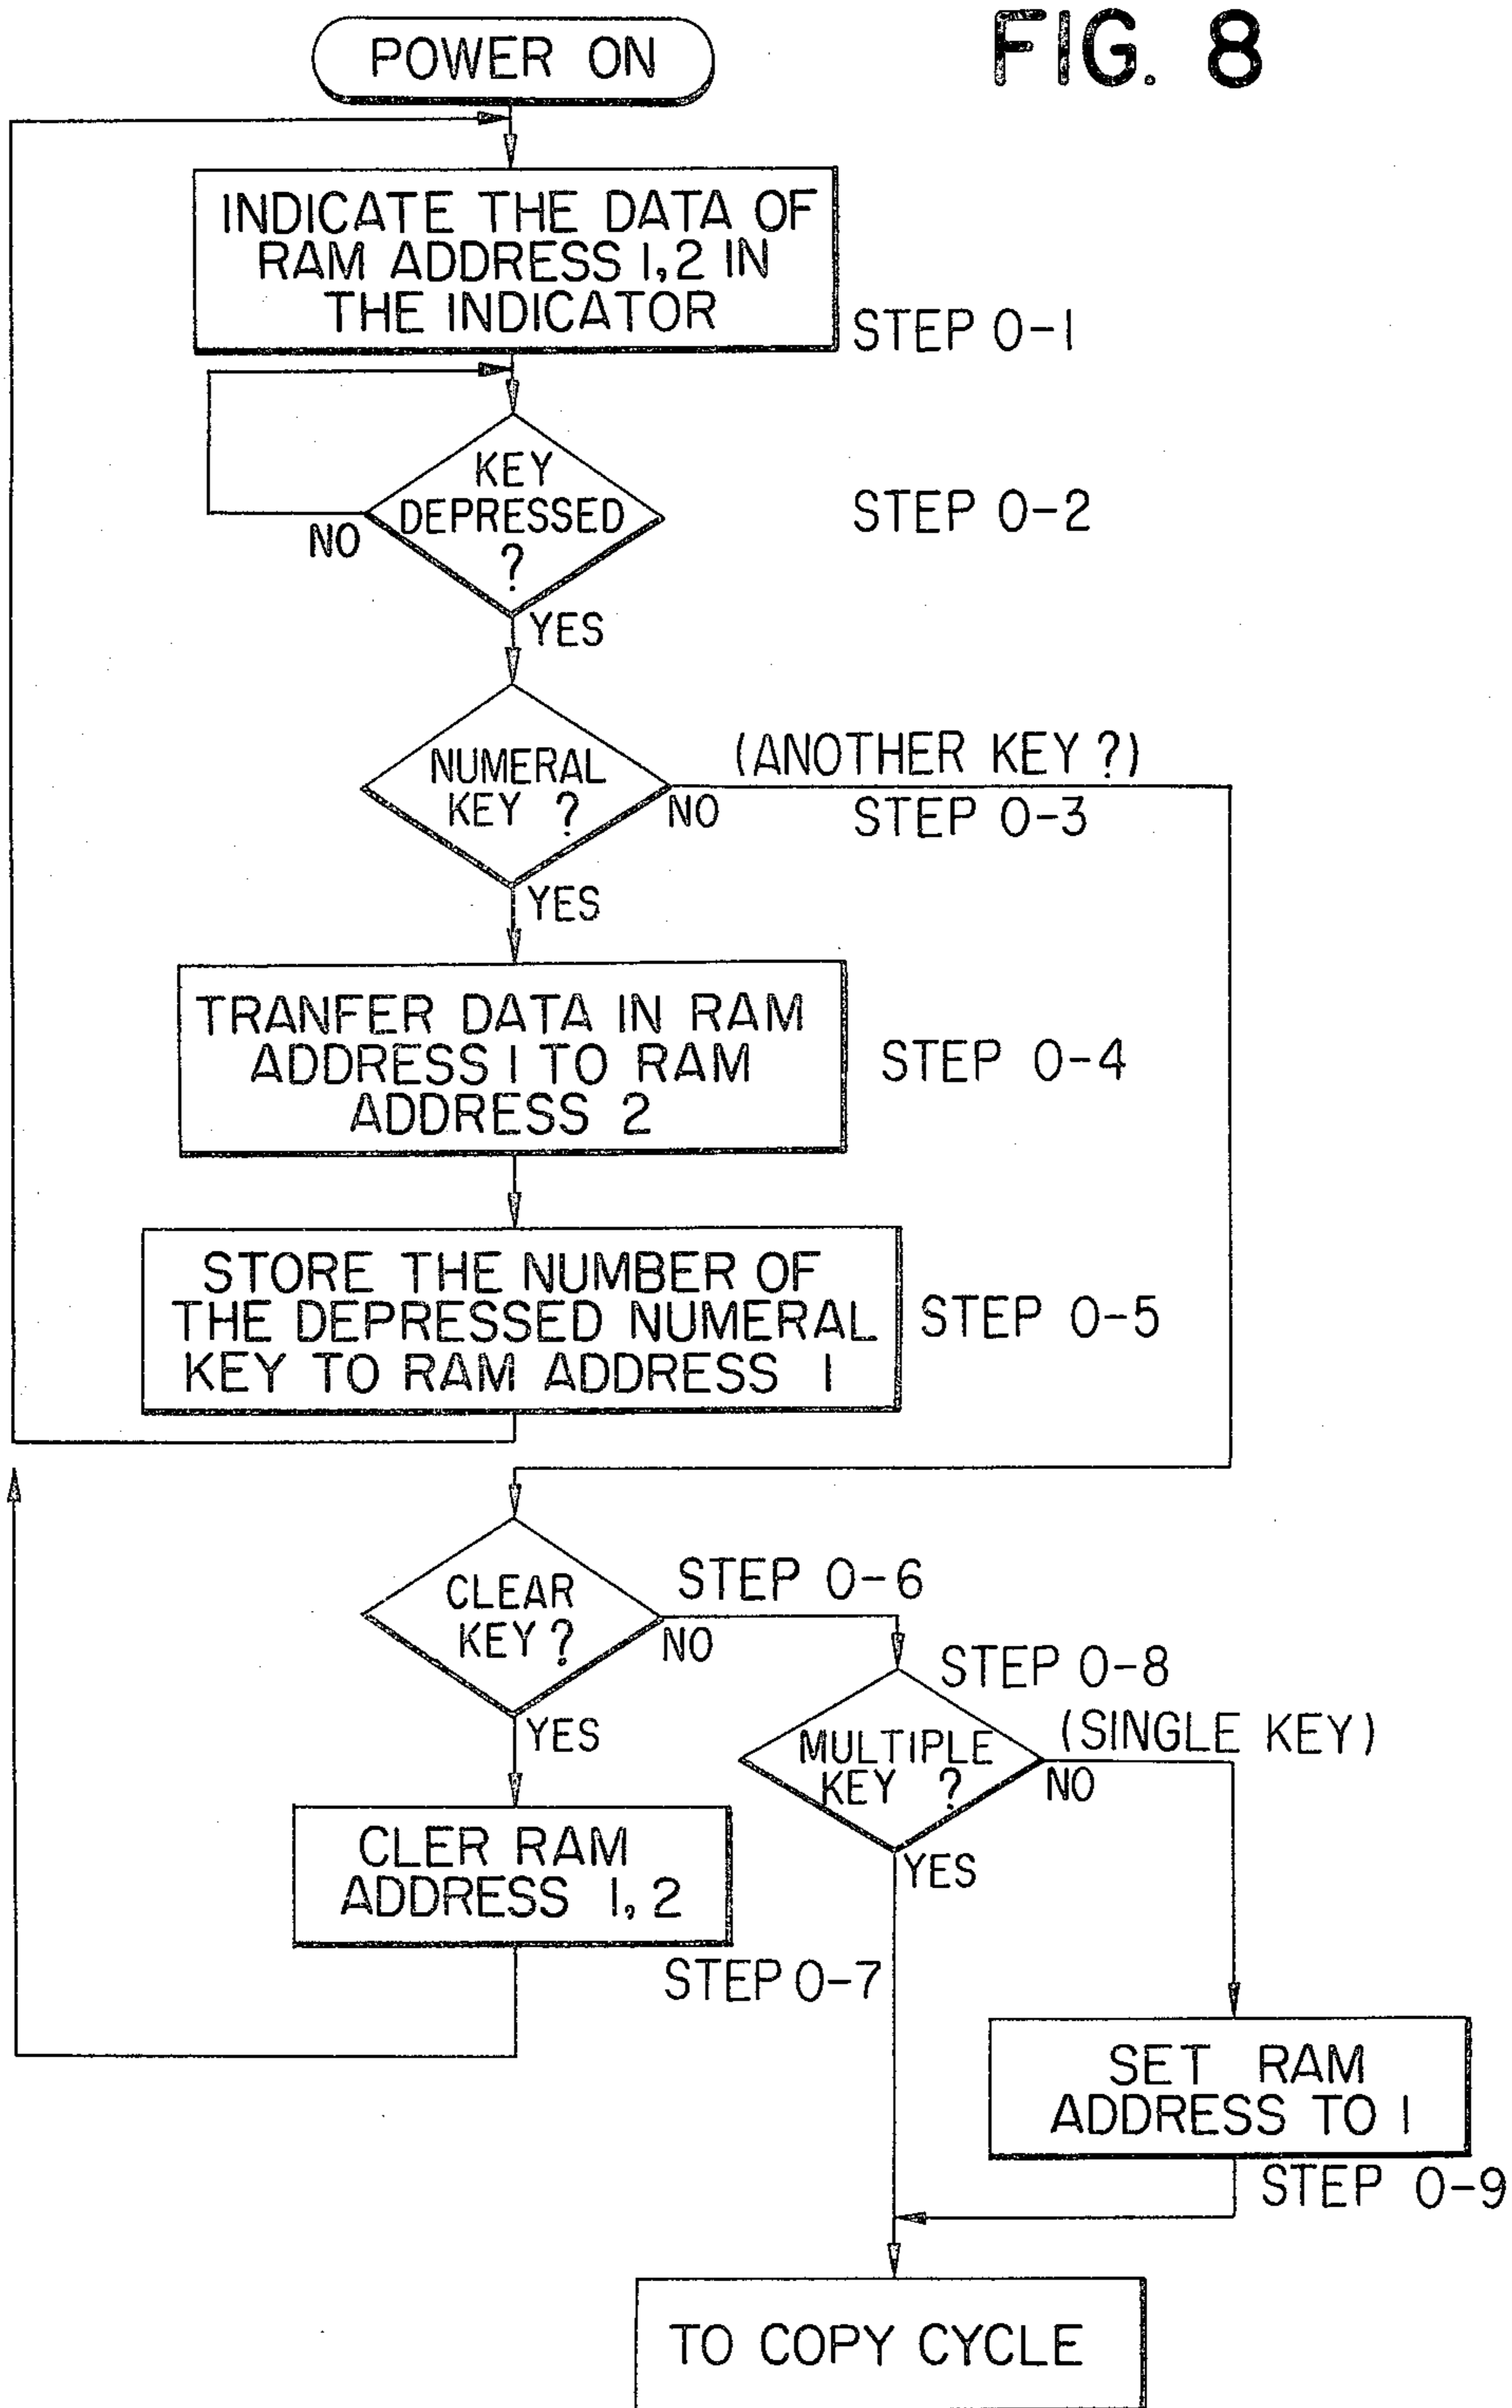 FIG. 8
POWER ON
INDICATE THE DATA OF
RAM ADDRESS 1,2 IN
THE INDICATOR
STEP 0-1
KEY
DEPRESSED
?
NO
STEP 0-2
YES
NUMERAL
KEY ?
(ANOTHER KEY ?)
NO
STEP 0-3
YES
TRANFER DATA IN RAM
ADDRESS 1 TO RAM
ADDRESS 2
STEP 0-4
STORE THE NUMBER OF
THE DEPRESSED NUMERAL
KEY TO RAM ADDRESS 1
STEP 0-5
CLEAR
KEY ?
STEP 0-6
NO
YES
STEP 0-8
MULTIPLE
KEY ?
(SINGLE KEY)
NO
YES
CLER RAM
ADDRESS 1,2
STEP 0-7
SET RAM
ADDRESS TO 1
STEP 0-9
TO COPY CYCLE